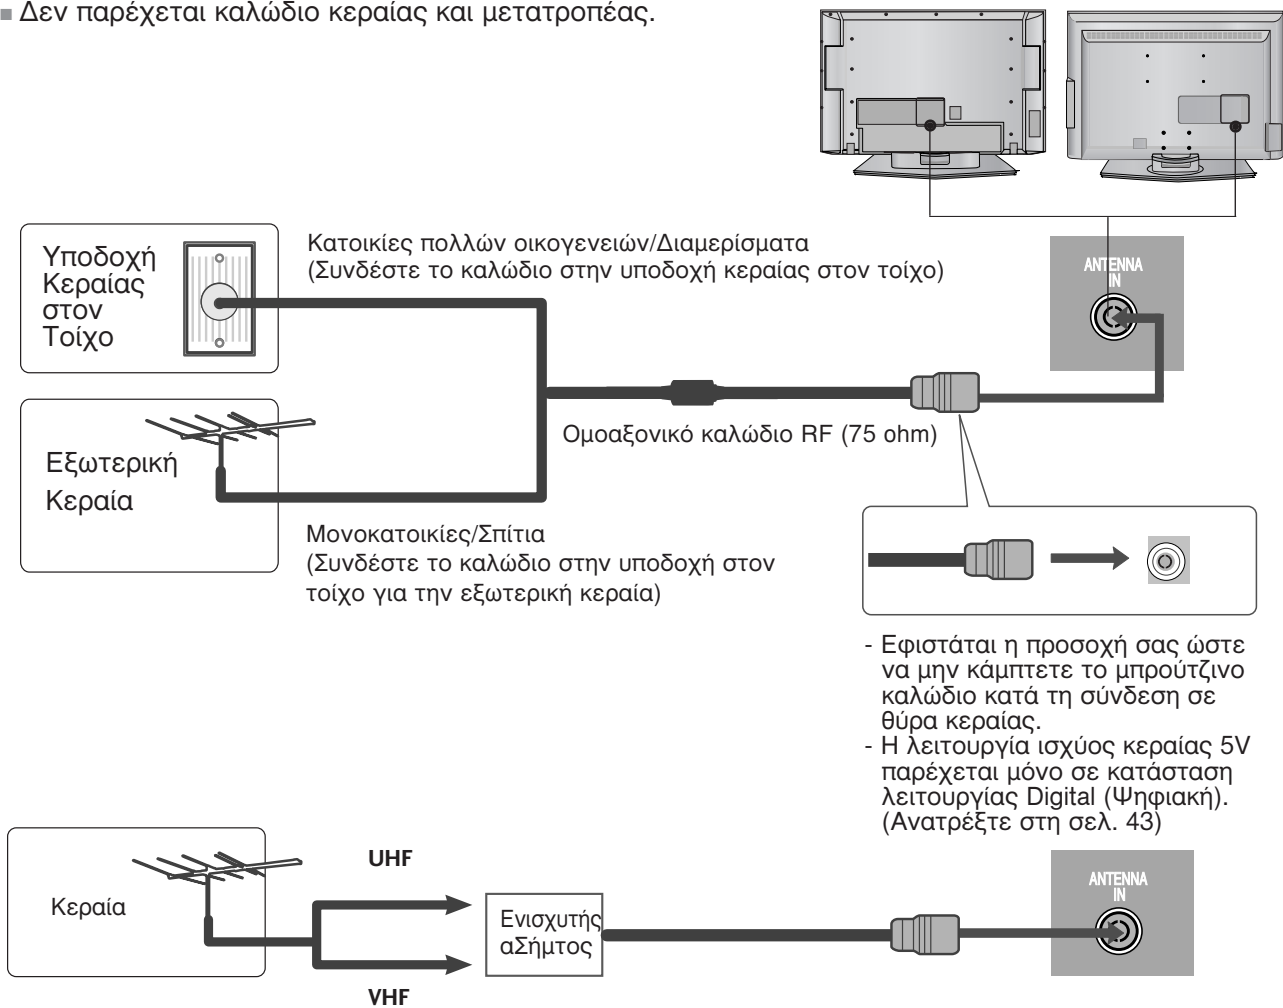 Δεν παρέχεται καλώδιο κεραίας και μετατροπέας.
Υποδοχή
Κεραίας
στον
Τοίχο
Κατοικίες πολλών οικογενειών/Διαμερίσματα
(Συνδέστε το καλώδιο στην υποδοχή κεραίας στον τοίχο)
ANTENNA
IN
Εξωτερική
Κεραία
Ομοαξονικό καλώδιο RF (75 ohm)
Μονοκατοικίες/Σπίτια
(Συνδέστε το καλώδιο στην υποδοχή στον
τοίχο για την εξωτερική κεραία)
- Εφιστάται η προσοχή σας ώστε
να μην κάμπτετε το μπρούτζινο
καλώδιο κατά τη σύνδεση σε
θύρα κεραίας.
- Η λειτουργία ισχύος κεραίας 5V
παρέχεται μόνο σε κατάσταση
λειτουργίας Digital (Ψηφιακή).
(Ανατρέξτε στη σελ. 43)
Κεραία
UHF
VHF
Ενισχυτής
αΣήμτος
ANTENNA
IN